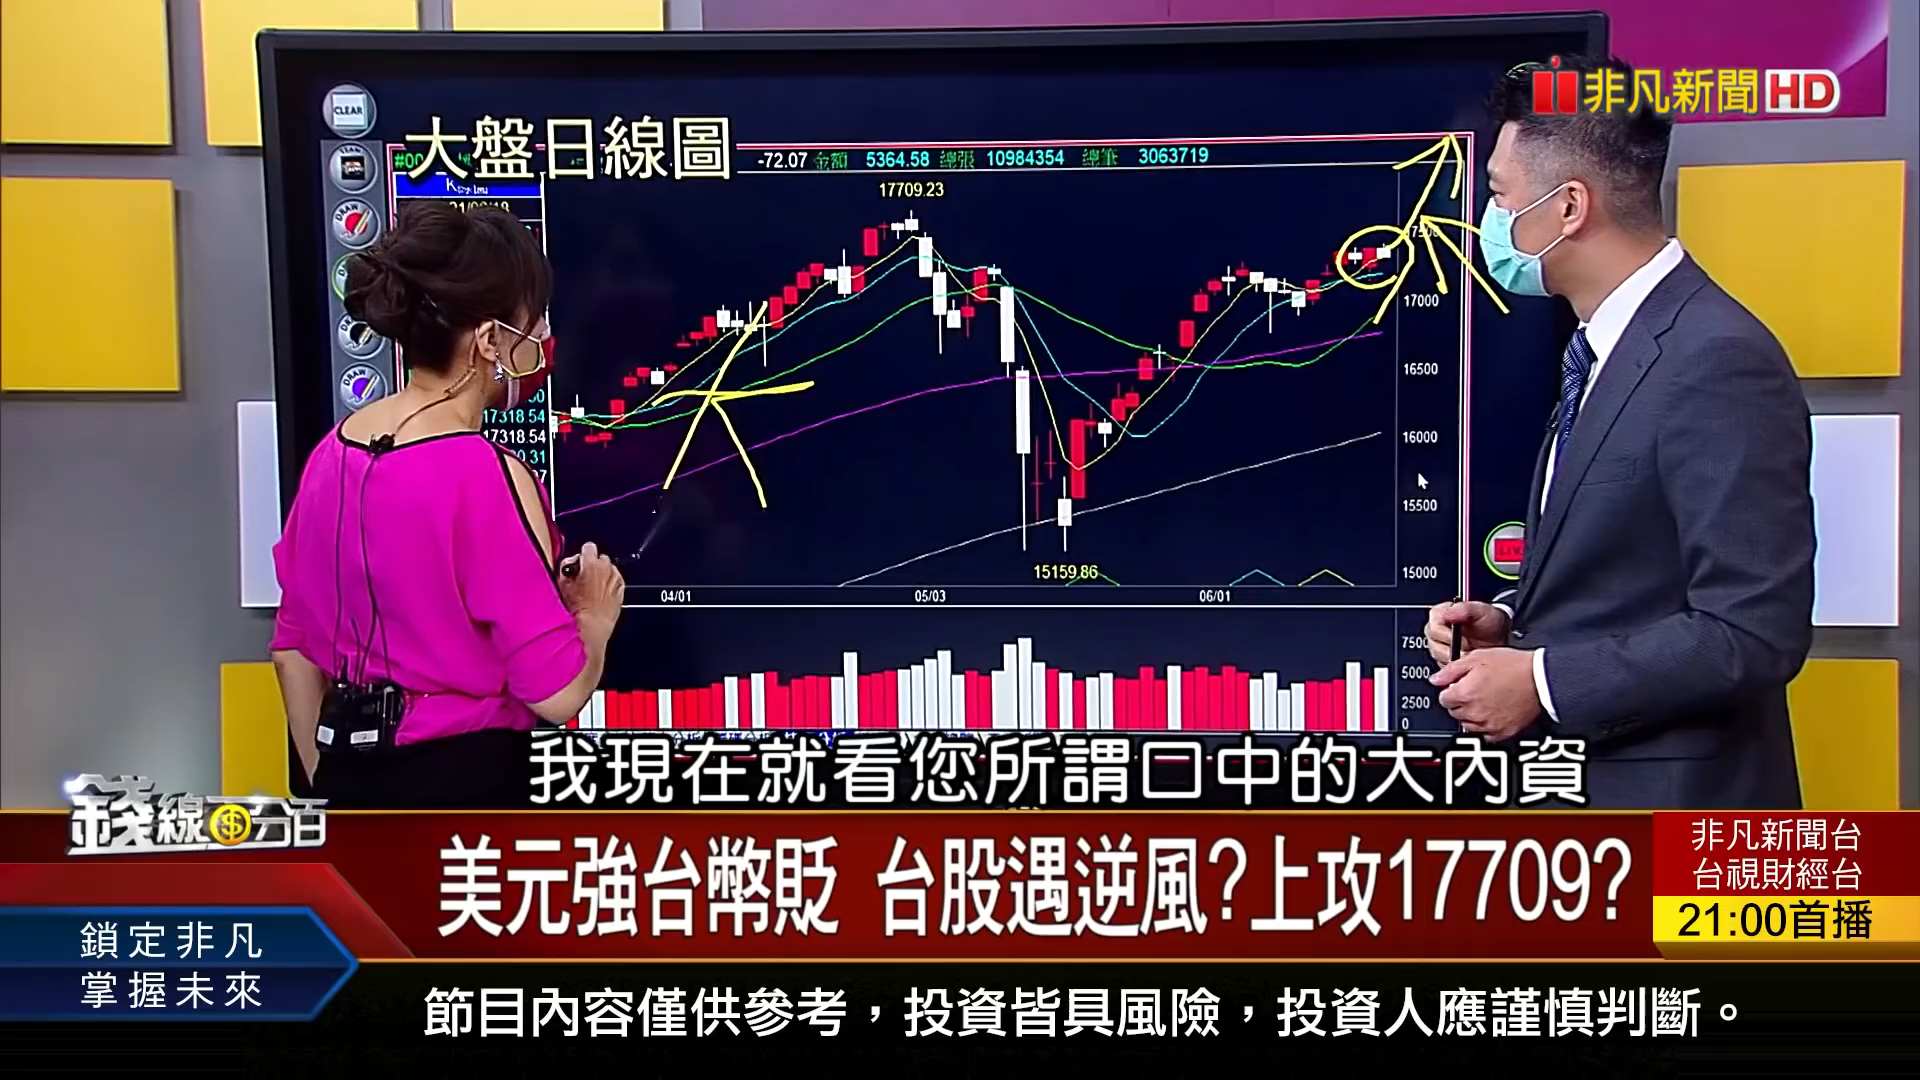 非凡新聞HD
CLEAR
大盤日線圖
-72.07 金額 5364.58 總張 10984354 總筆 3063719
17709.23
DRAW
17500
17000
16500
16000
15500
15000
17318.54
17318.54
15159.86
04/01 05/03 06/01
7500
5000
2500
0
DRAW
我現在就看您所謂口中的大內資
錢線百分百
美元強台幣貶 台股遇逆風?上攻17709?
非凡新聞台
台視財經台
21:00首播
鎖定非凡
掌握未來
節目內容僅供參考，投資皆具風險，投資人應謹慎判斷。